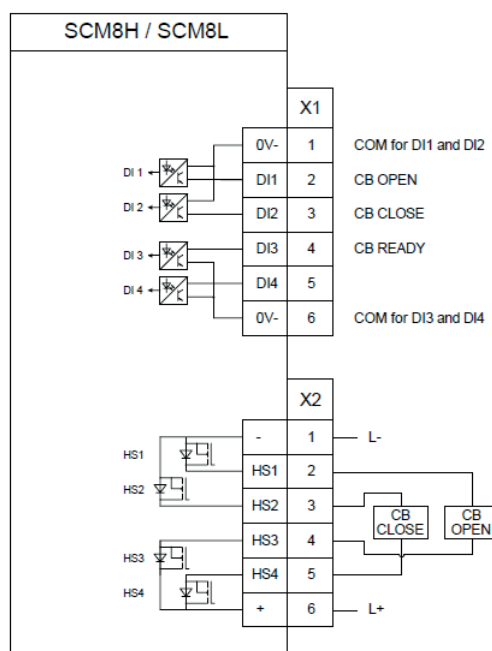 SCM8H / SCM8L
X1
0V- 1 COM for DI1 and DI2
DI 1
DI1 2 CB OPEN
DI 2
DI2 3 CB CLOSE
DI 3
DI3 4 CB READY
DI 4
DI4 5
0V- 6 COM for DI3 and DI4
X2
- 1 L-
HS1
HS1 2
HS2
HS2 3
CB CLOSE
CB OPEN
HS3 4
HS3
HS4 5
HS4
+ 6 L+